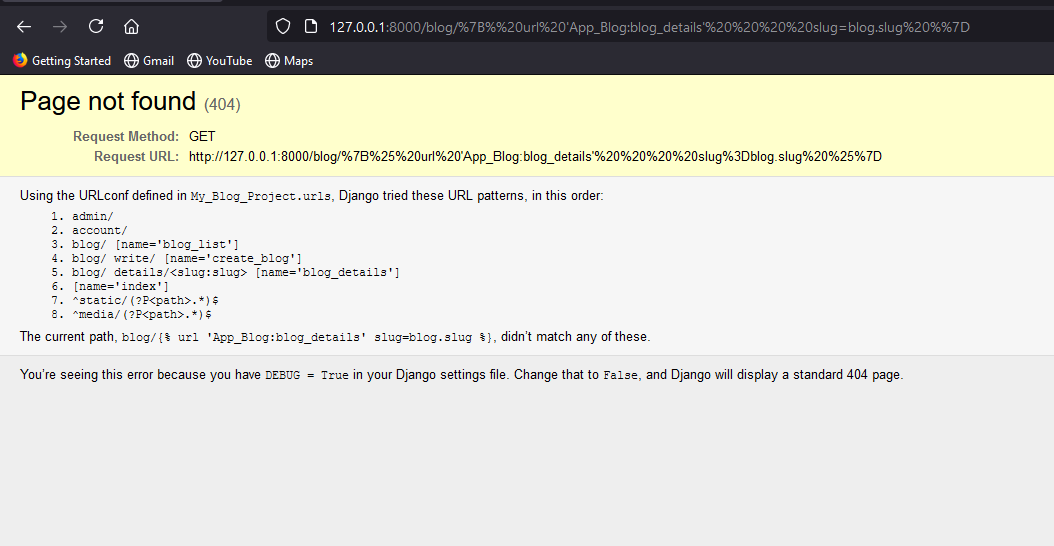 127.0.0.1:8000/blog/%7B%%20url%20'App_Blog:blog_details'%20%20%20%20slug=blog.slug%20%%7D
Getting Started Gmail YouTube Maps
Page not found (404)
Request Method: GET
Request URL: http://127.0.0.1:8000/blog/%7B%25%20url%20'App_Blog:blog_details'%20%20%20%20slug%3Dblog.slug%20%25%7D
Using the URLconf defined in My_Blog_Project.urls, Django tried these URL patterns, in this order:
1. admin/
2. account/
3. blog/ [name='blog_list']
4. blog/ write/ [name='create_blog']
5. blog/ details/<slug:slug> [name='blog_details']
6. [name='index']
7. ^static/(?P<path>.*)$
8. ^media/(?P<path>.*)$
The current path, blog/{% url 'App_Blog:blog_details' slug=blog.slug %}, didn’t match any of these.
You’re seeing this error because you have DEBUG = True in your Django settings file. Change that to False, and Django will display a standard 404 page.